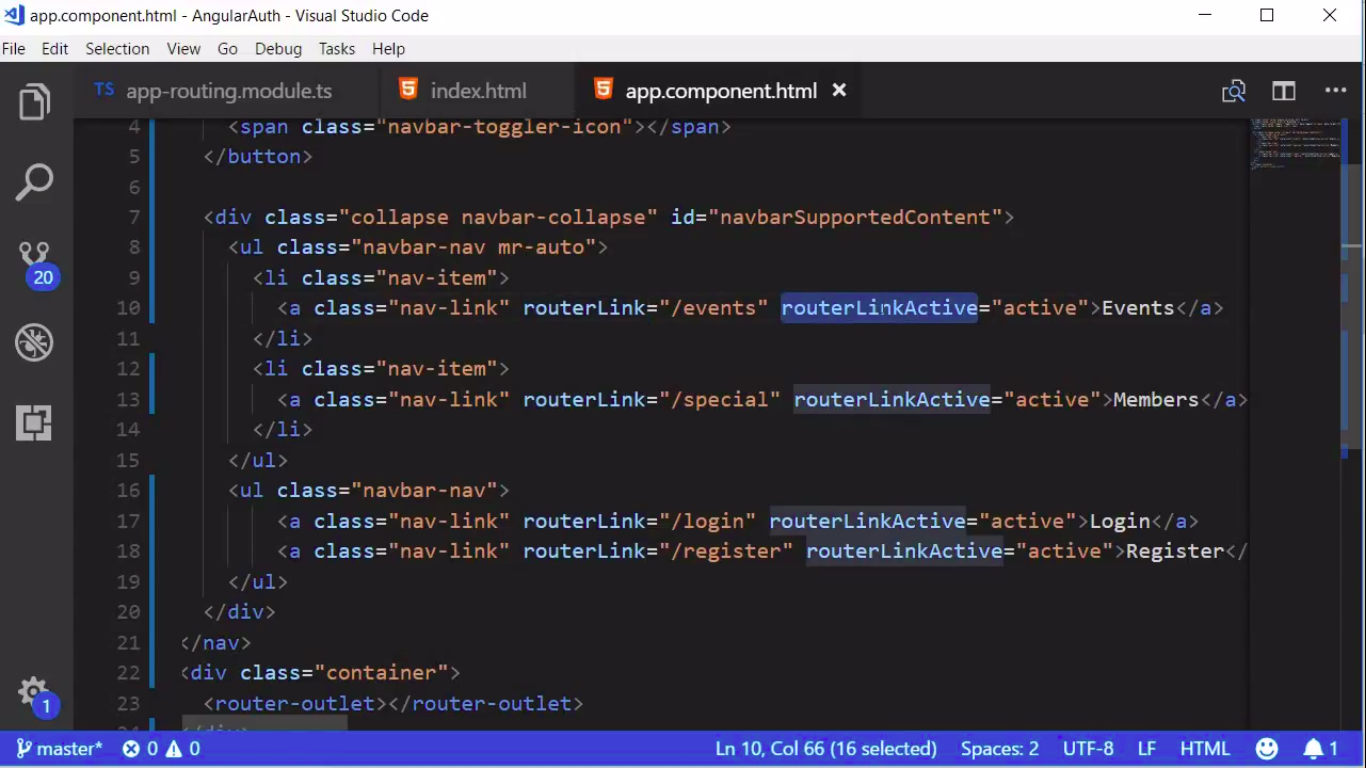 app.component.html - AngularAuth - Visual Studio Code
File Edit Selection View Go Debug Tasks Help
TS app-routing.module.ts index.html app.component.html
4 <span class="navbar-toggler-icon"></span>
5 </button>
6
7 <div class="collapse navbar-collapse" id="navbarSupportedContent">
8 <ul class="navbar-nav mr-auto">
9 <li class="nav-item">
10 <a class="nav-link" routerLink="/events" routerLinkActive="active">Events</a>
11 </li>
12 <li class="nav-item">
13 <a class="nav-link" routerLink="/special" routerLinkActive="active">Members</a>
14 </li>
15 </ul>
16 <ul class="navbar-nav">
17 <a class="nav-link" routerLink="/login" routerLinkActive="active">Login</a>
18 <a class="nav-link" routerLink="/register" routerLinkActive="active">Register</
19 </ul>
20 </div>
21 </nav>
22 <div class="container">
23 <router-outlet></router-outlet>
24 </div>
20
1
master* 0 0 Ln 10, Col 66 (16 selected) Spaces: 2 UTF-8 LF HTML 1